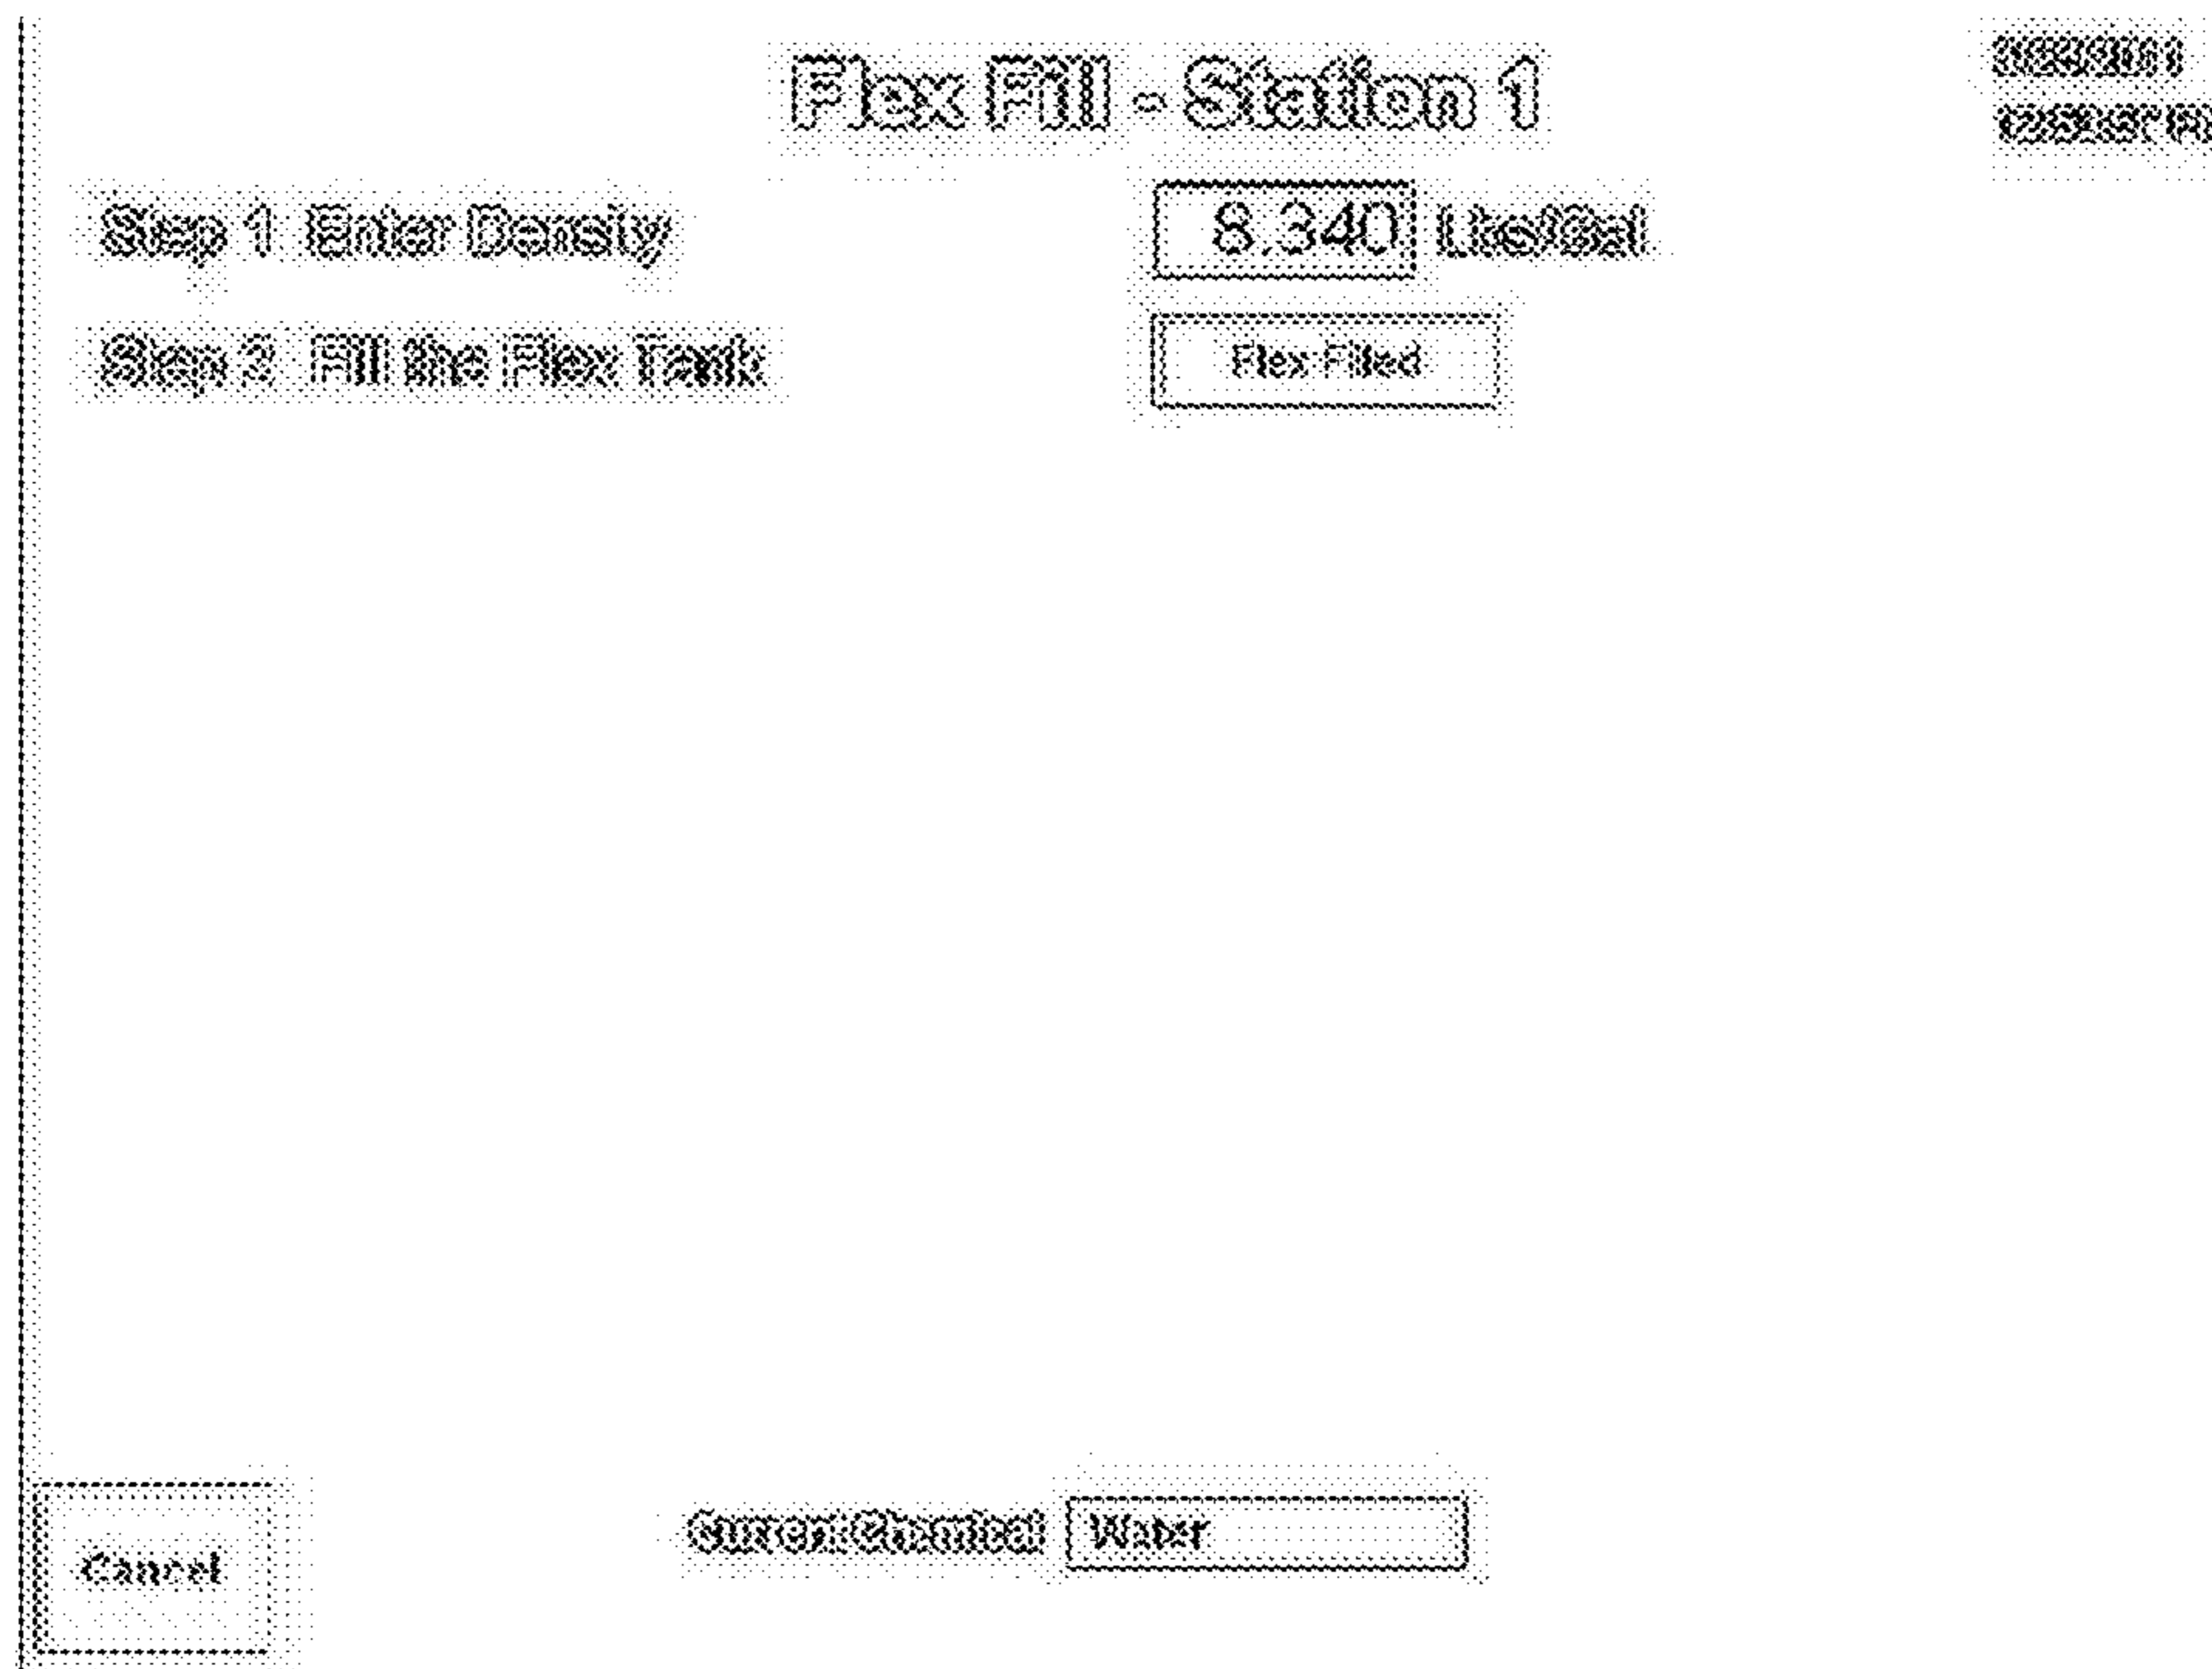 Flex Fill - Station 1
Step 1 Enter Density 8.340 Lbs/Gal
Step 2 Fill the Flex Tank Flex Filled
Cancel Current Chemical Water